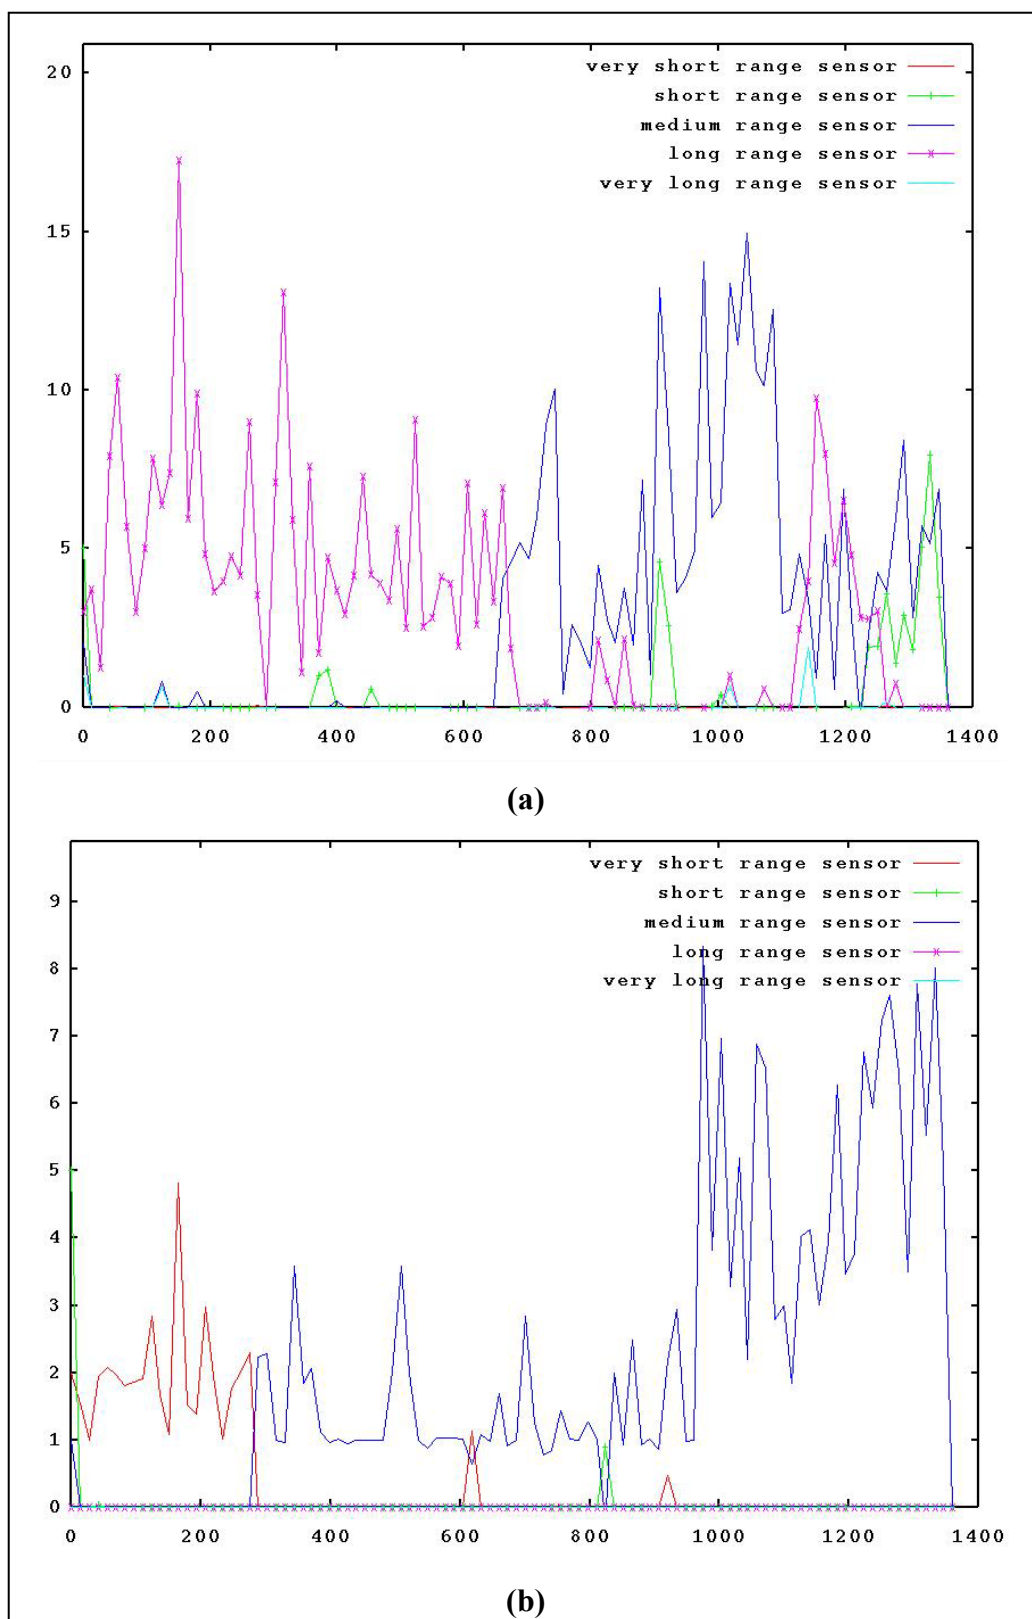 20
15
10
5
0
very short range sensor
short range sensor
medium range sensor
long range sensor
very long range sensor
0 200 400 600 800 1000 1200 1400
(a)
9
8
7
6
5
4
3
2
1
0
very short range sensor
short range sensor
medium range sensor
long range sensor
very long range sensor
0 200 400 600 800 1000 1200 1400
(b)